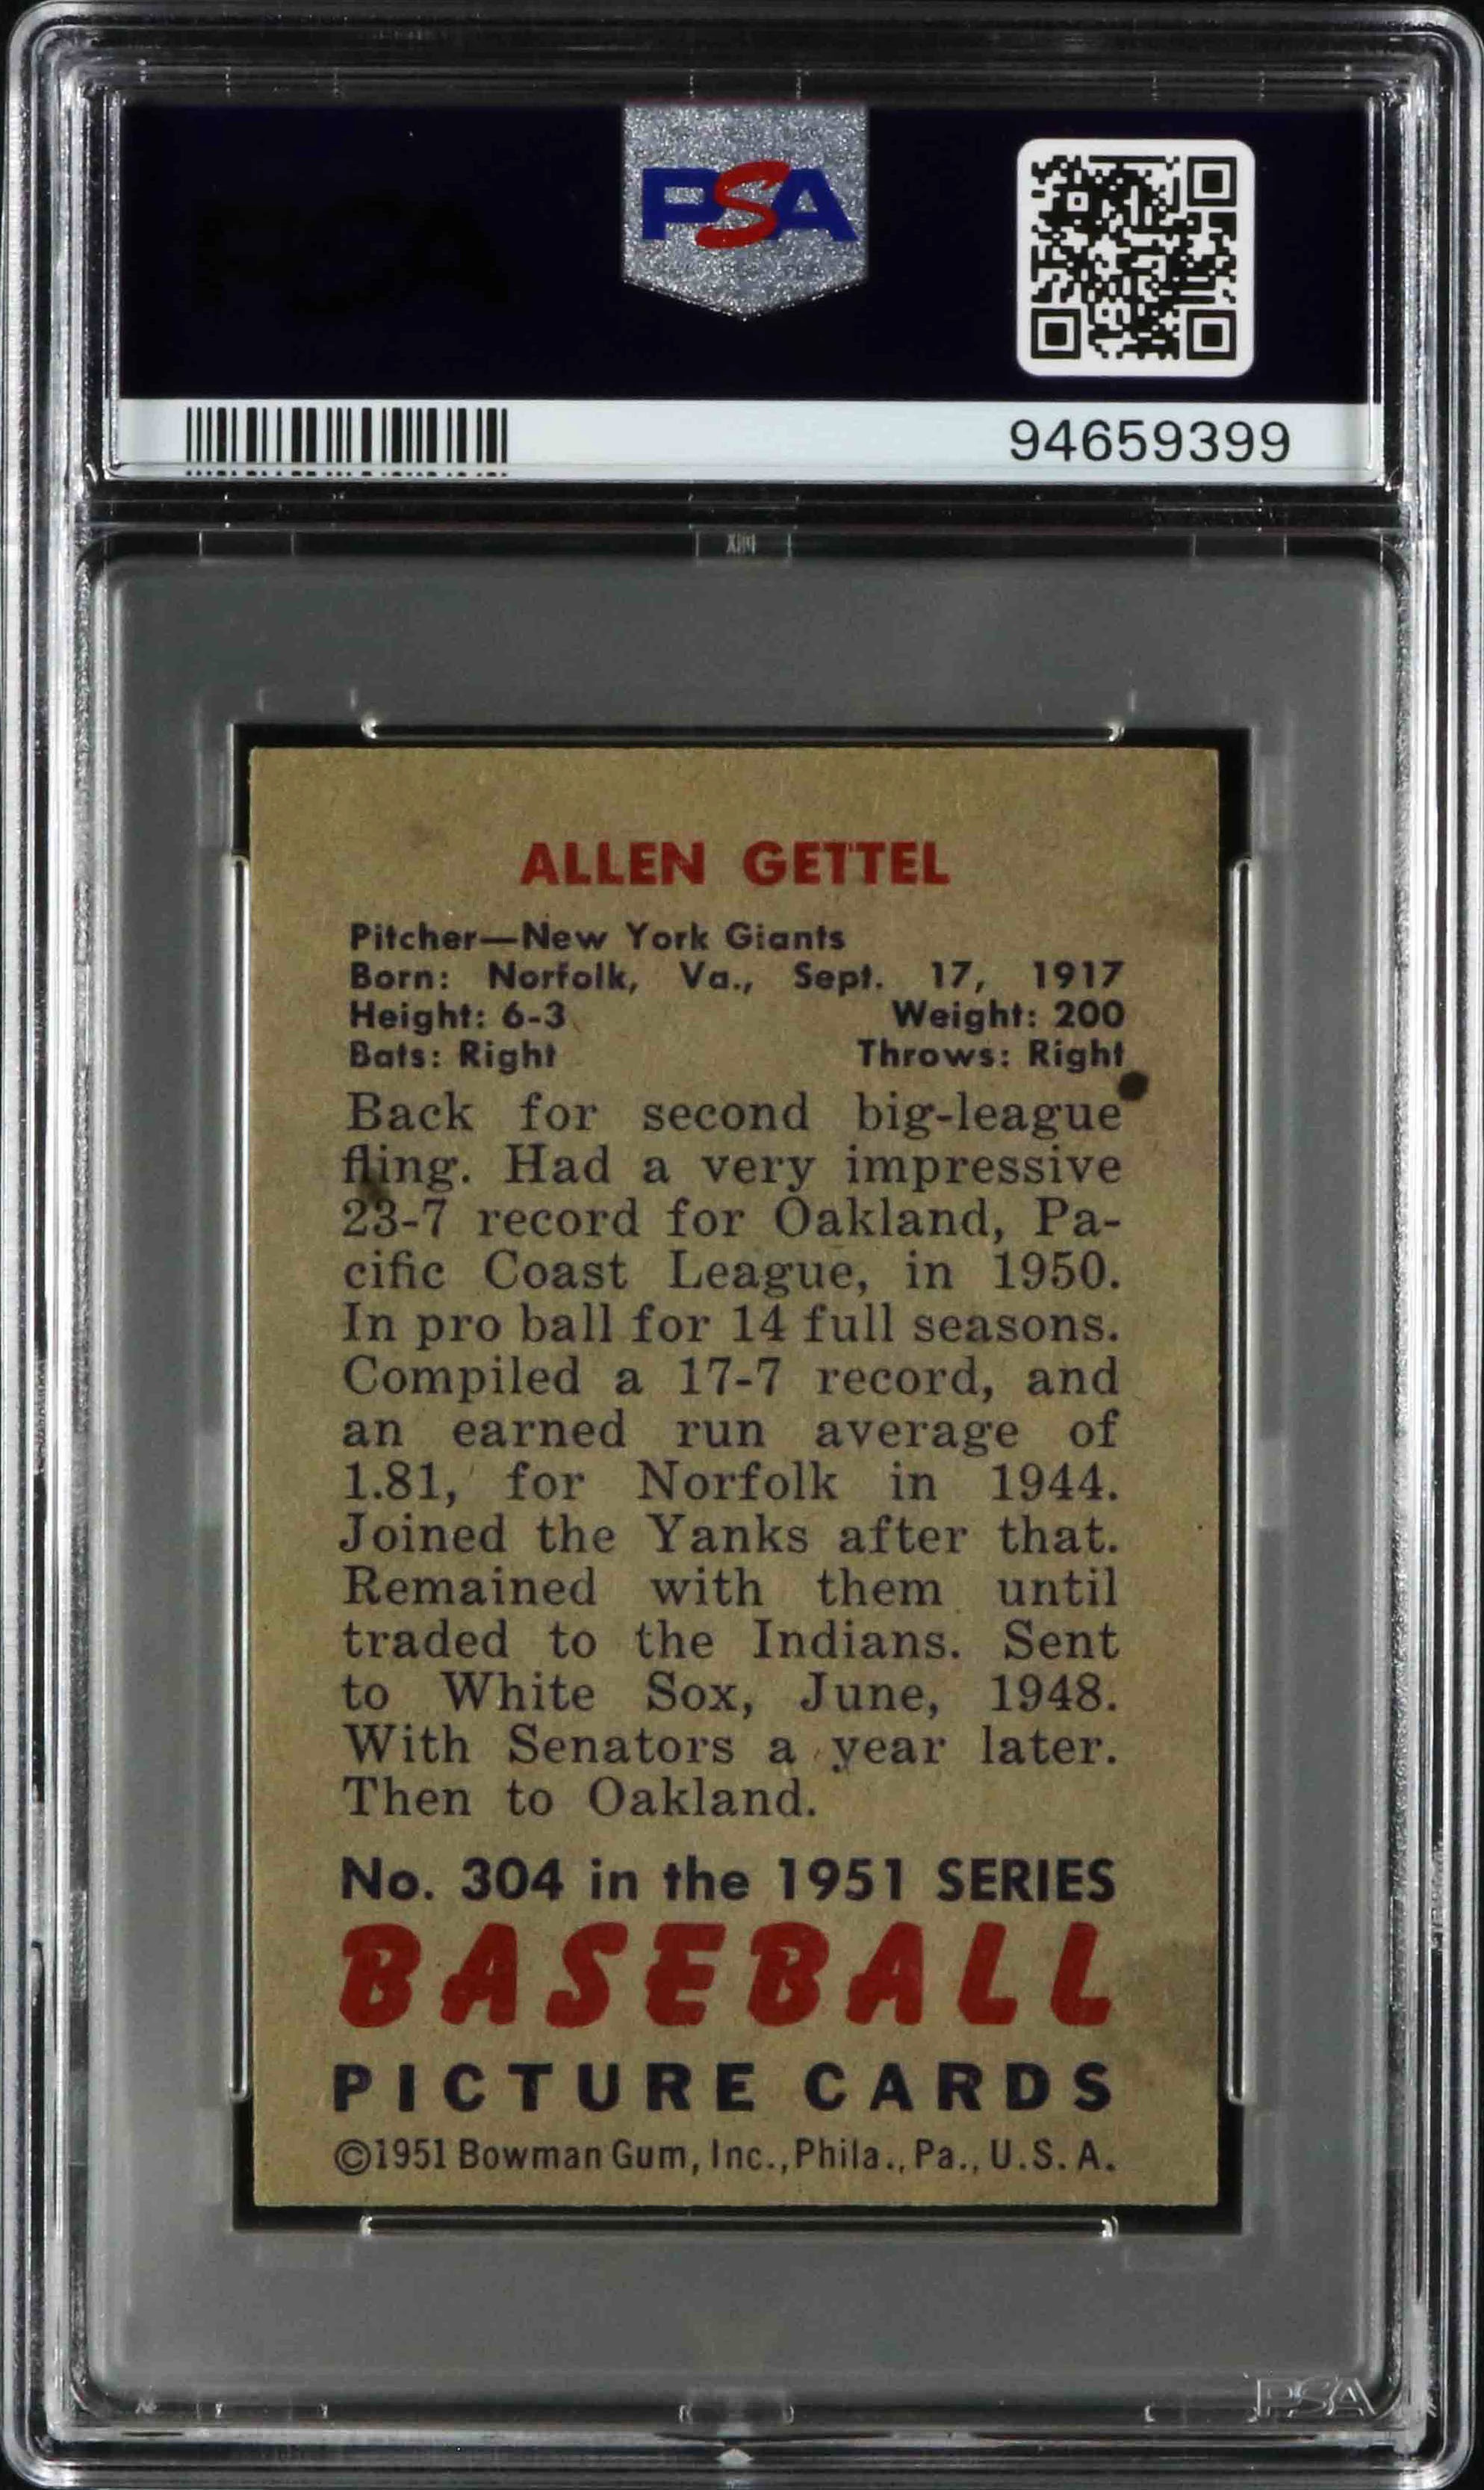 PSA
94659399
ALLEN GETTEL
Pitcher—New York Giants
Born: Norfolk, Va., Sept. 17, 1917
Height: 6-3 Weight: 200
Bats: Right Throws: Right
Back for second big-league
fling. Had a very impressive
23-7 record for Oakland, Pa-
cific Coast League, in 1950.
In pro ball for 14 full seasons.
Compiled a 17-7 record, and
an earned run average of
1.81, for Norfolk in 1944.
Joined the Yanks after that.
Remained with them until
traded to the Indians. Sent
to White Sox, June, 1948.
With Senators a year later.
Then to Oakland.
No. 304 in the 1951 SERIES
BASEBALL
PICTURE CARDS
©1951 Bowman Gum, Inc., Phila., Pa., U.S.A.
PSA